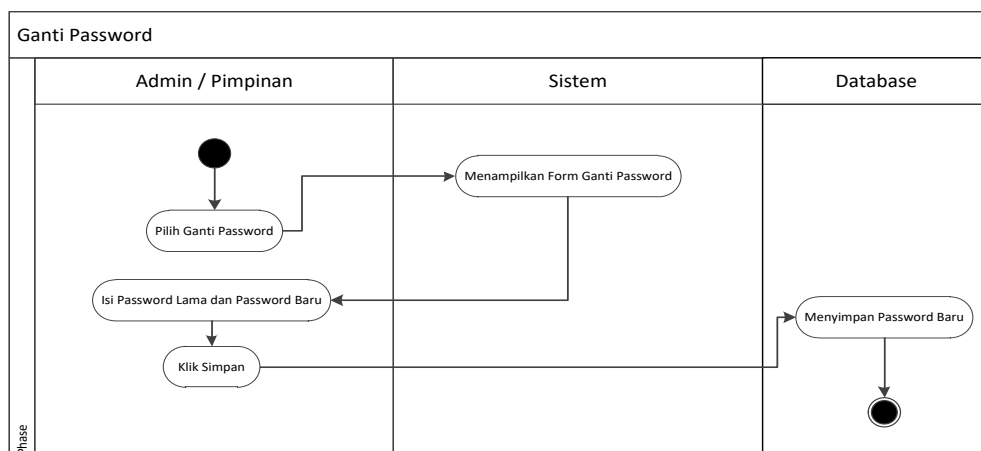 Ganti Password
Admin / Pimpinan
Sistem
Database
Menampilkan Form Ganti Password
Pilih Ganti Password
Isi Password Lama dan Password Baru
Menyimpan Password Baru
Klik Simpan
Phase